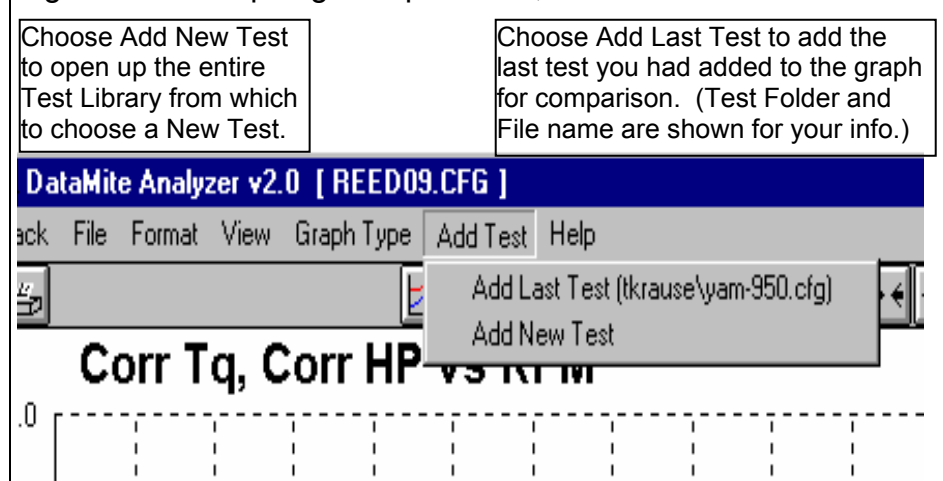 Choose Add New Test
to open up the entire
Test Library from which
to choose a New Test.
Choose Add Last Test to add the
last test you had added to the graph
for comparison. (Test Folder and
File name are shown for your info.)
DataMite Analyzer v2.0 [ REED09.CFG ]
ack File Format View Graph Type Add Test Help
Add Last Test (tkrause\yam-950.cfg)
Add New Test
Corr Tq, Corr HP vs RPM
.0